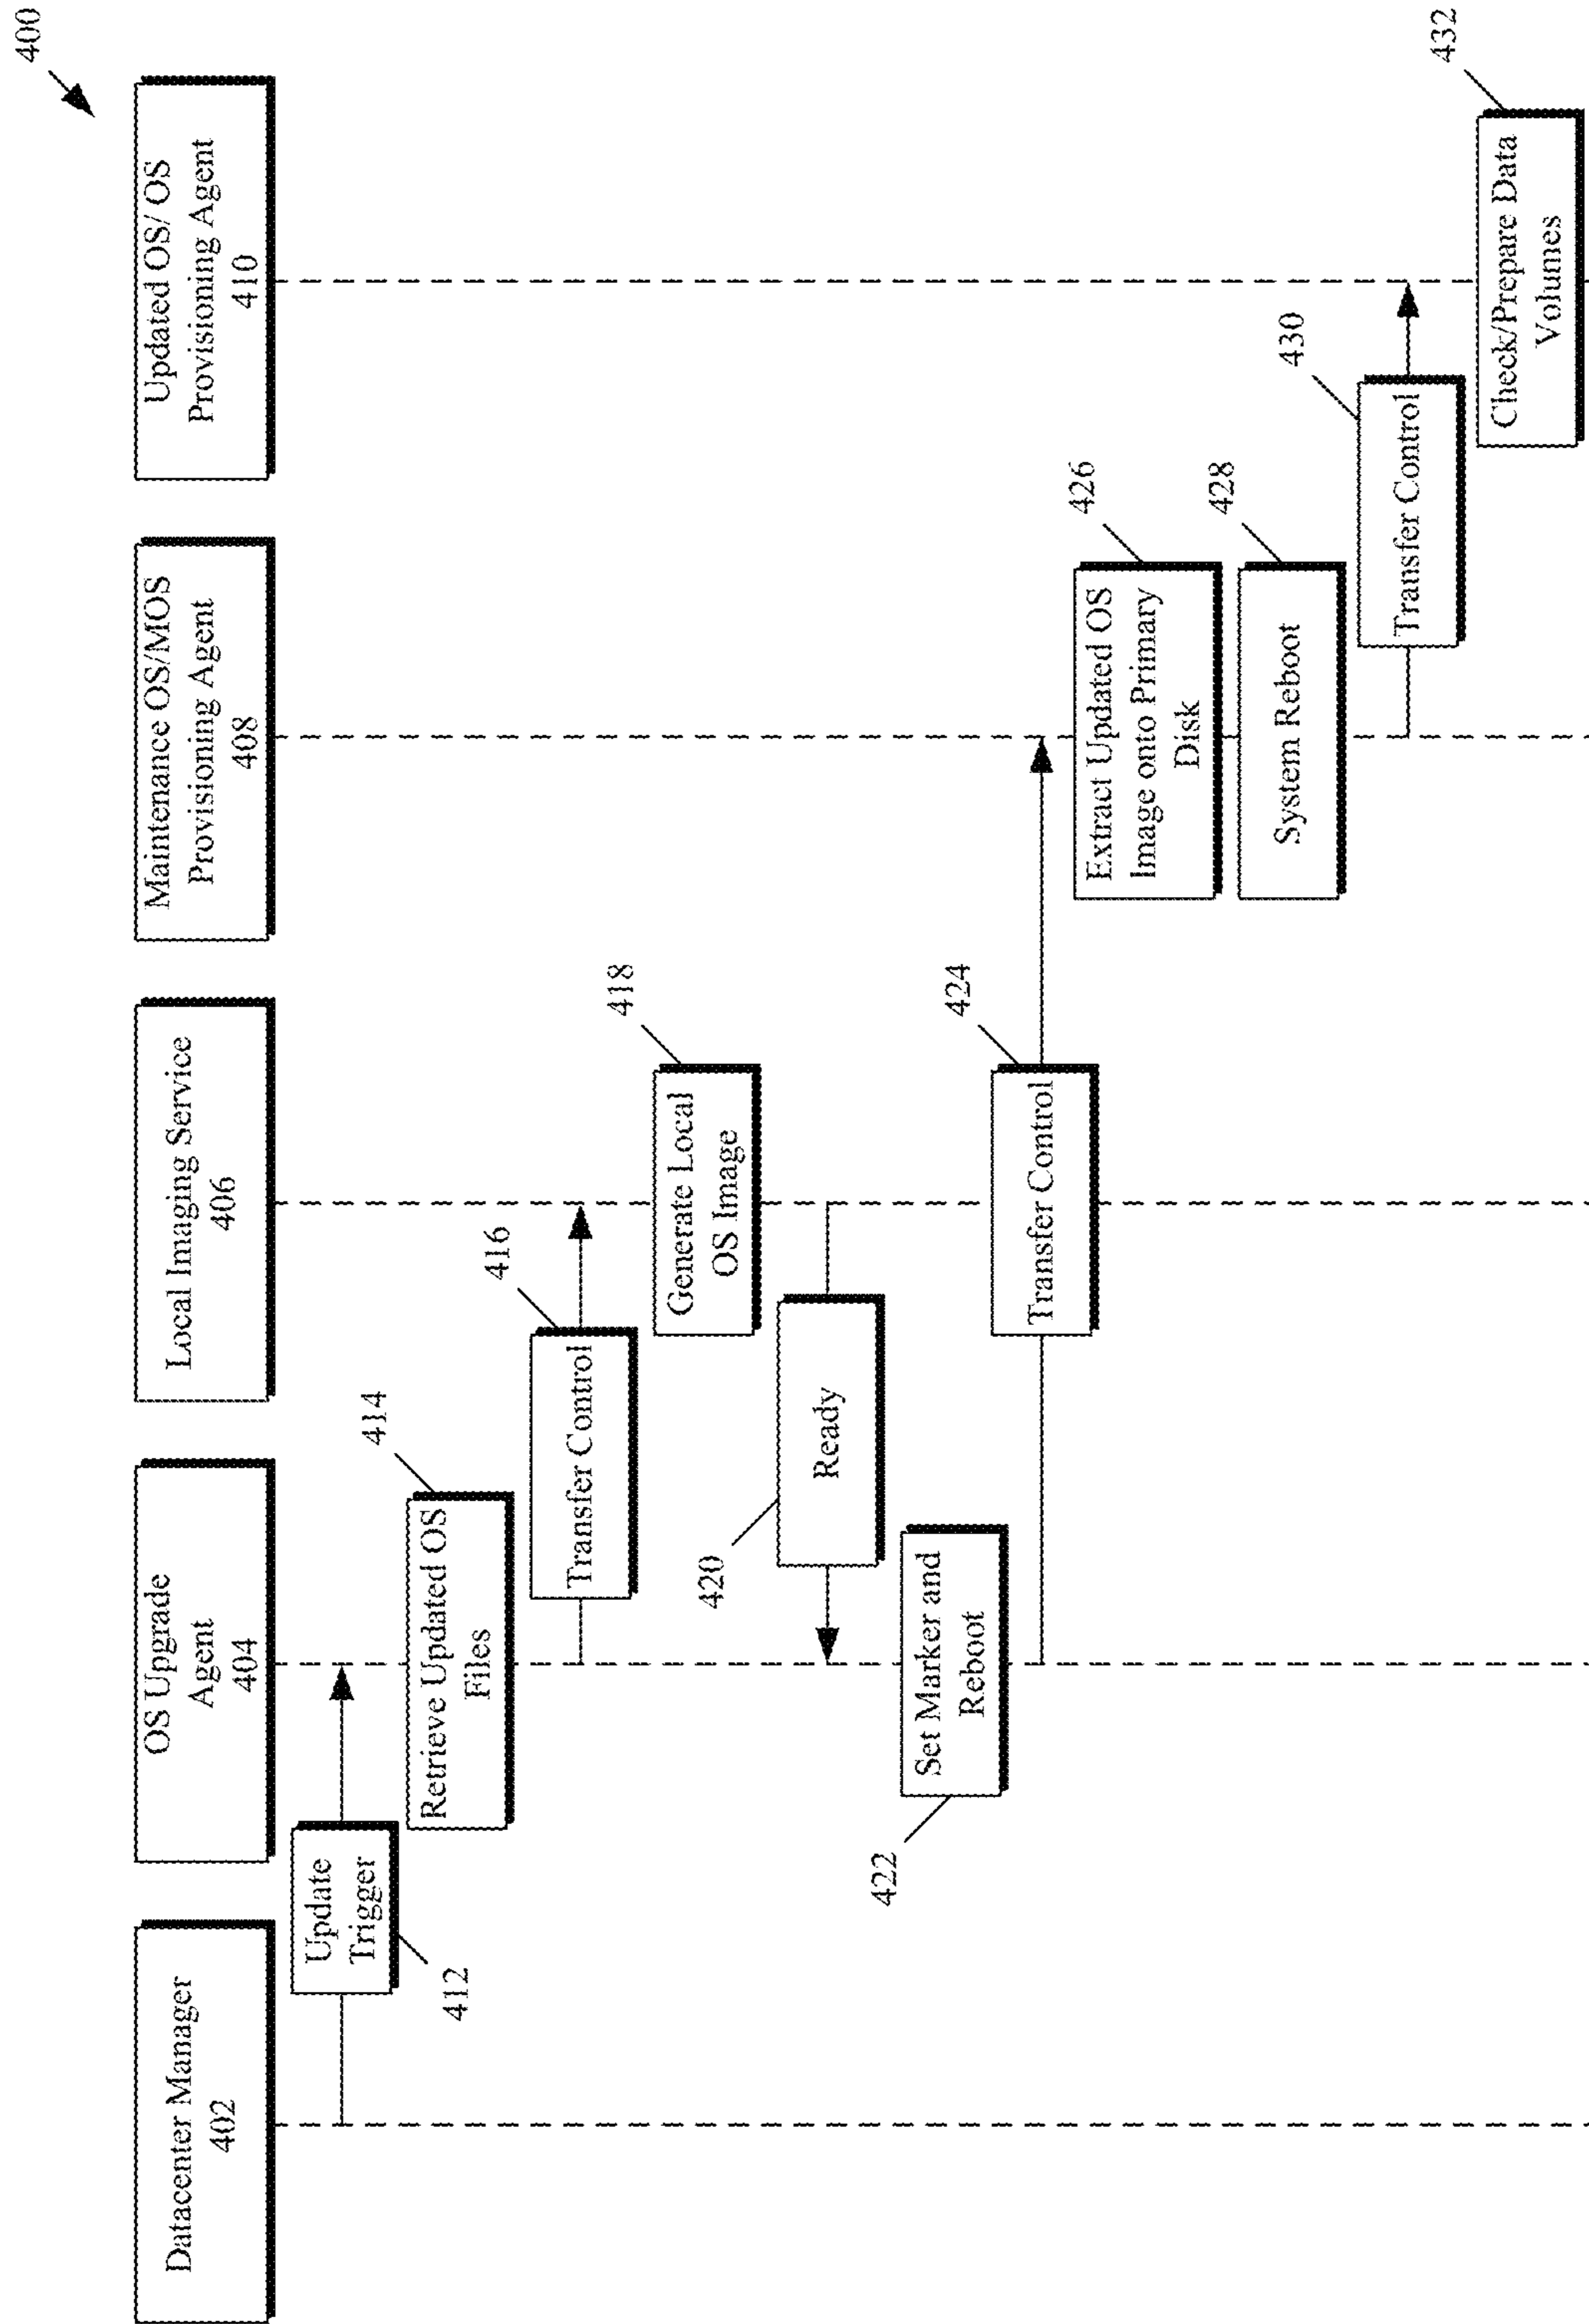 400
Datacenter Manager
402
OS Upgrade
Agent
404
Local Imaging Service
406
Maintenance OS/MOS
Provisioning Agent
408
Updated OS/ OS
Provisioning Agent
410
Update
Trigger
412
Retrieve Updated OS
Files
414
Transfer Control
416
Generate Local
OS Image
418
Ready
420
Set Marker and
Reboot
422
Transfer Control
424
Extract Updated OS
Image onto Primary
Disk
426
System Reboot
428
Transfer Control
430
Check/Prepare Data
Volumes
432